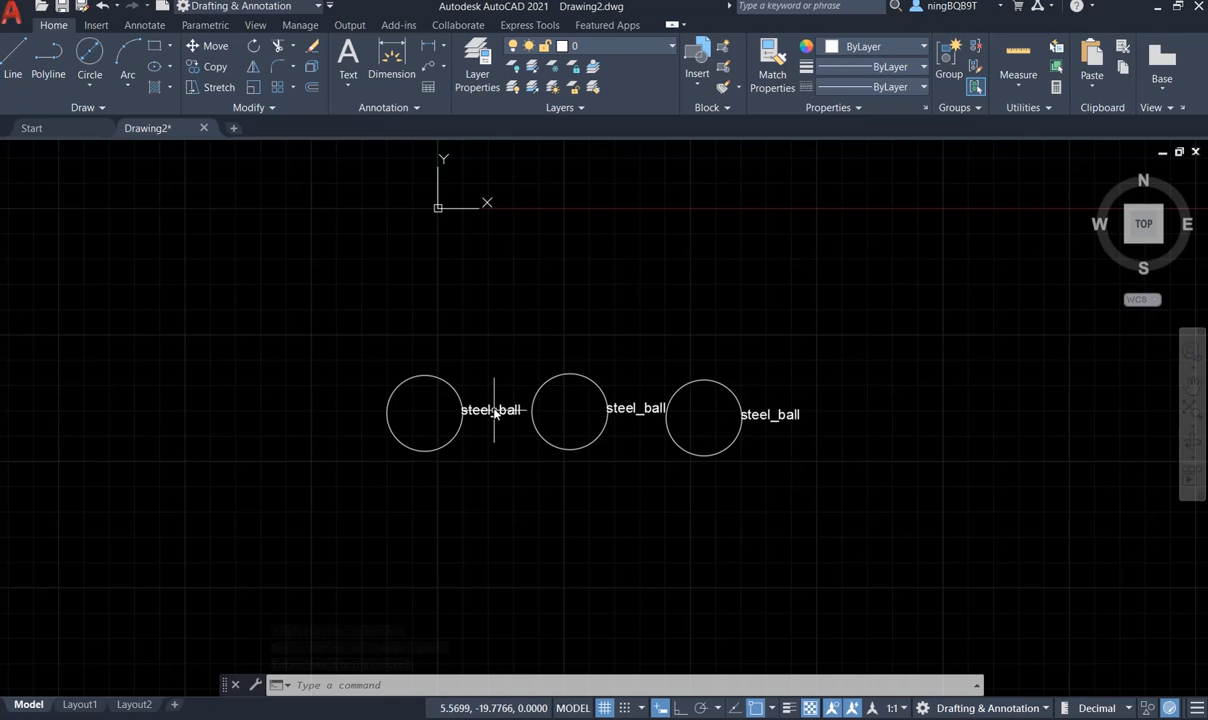 Drafting & Annotation
Autodesk AutoCAD 2021 Drawing2.dwg
Type a keyword or phrase
ningBQB9T
Home Insert Annotate Parametric View Manage Output Add-ins Collaborate Express Tools Featured Apps
Line
Polyline
Circle
Arc
Move
Copy
Stretch
Text
Dimension
Layer
Properties
0
Insert
Match
Properties
ByLayer
ByLayer
ByLayer
Group
Measure
Paste
Base
Draw
Modify
Annotation
Layers
Block
Properties
Groups
Utilities
Clipboard
View
Start
Drawing2*
Y
X
N
W
TOP
E
S
WCS
steel_ball
steel_ball
steel_ball
Type a command
Model Layout1 Layout2
5.5699, -19.7766, 0.0000 MODEL
1:1
Drafting & Annotation
Decimal